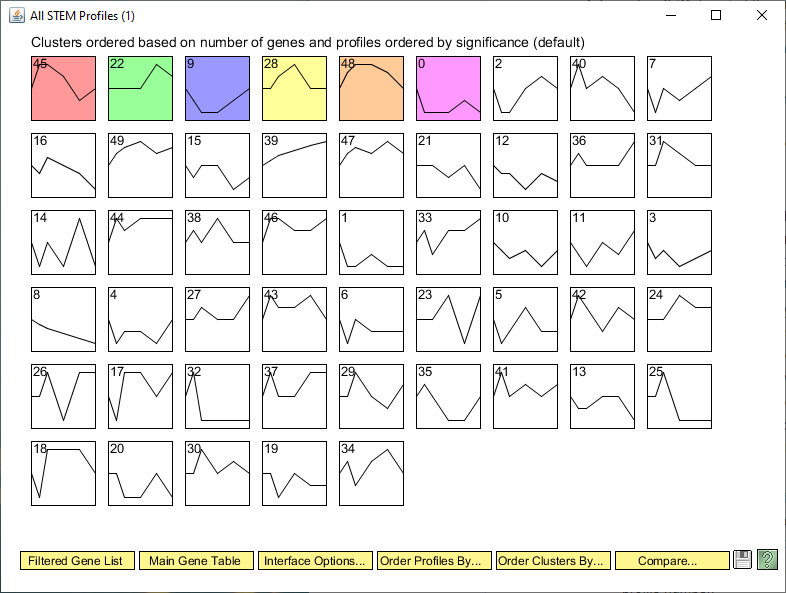 All STEM Profiles (1)
Clusters ordered based on number of genes and profiles ordered by significance (default)
45 22 9 28 48 0 2 40 7
16 49 15 39 47 21 12 36 31
14 44 38 46 1 33 10 11 3
8 4 27 43 6 23 5 42 24
26 17 32 37 29 35 41 13 25
18 20 30 19 34
Filtered Gene List Main Gene Table Interface Options... Order Profiles By... Order Clusters By... Compare... ?